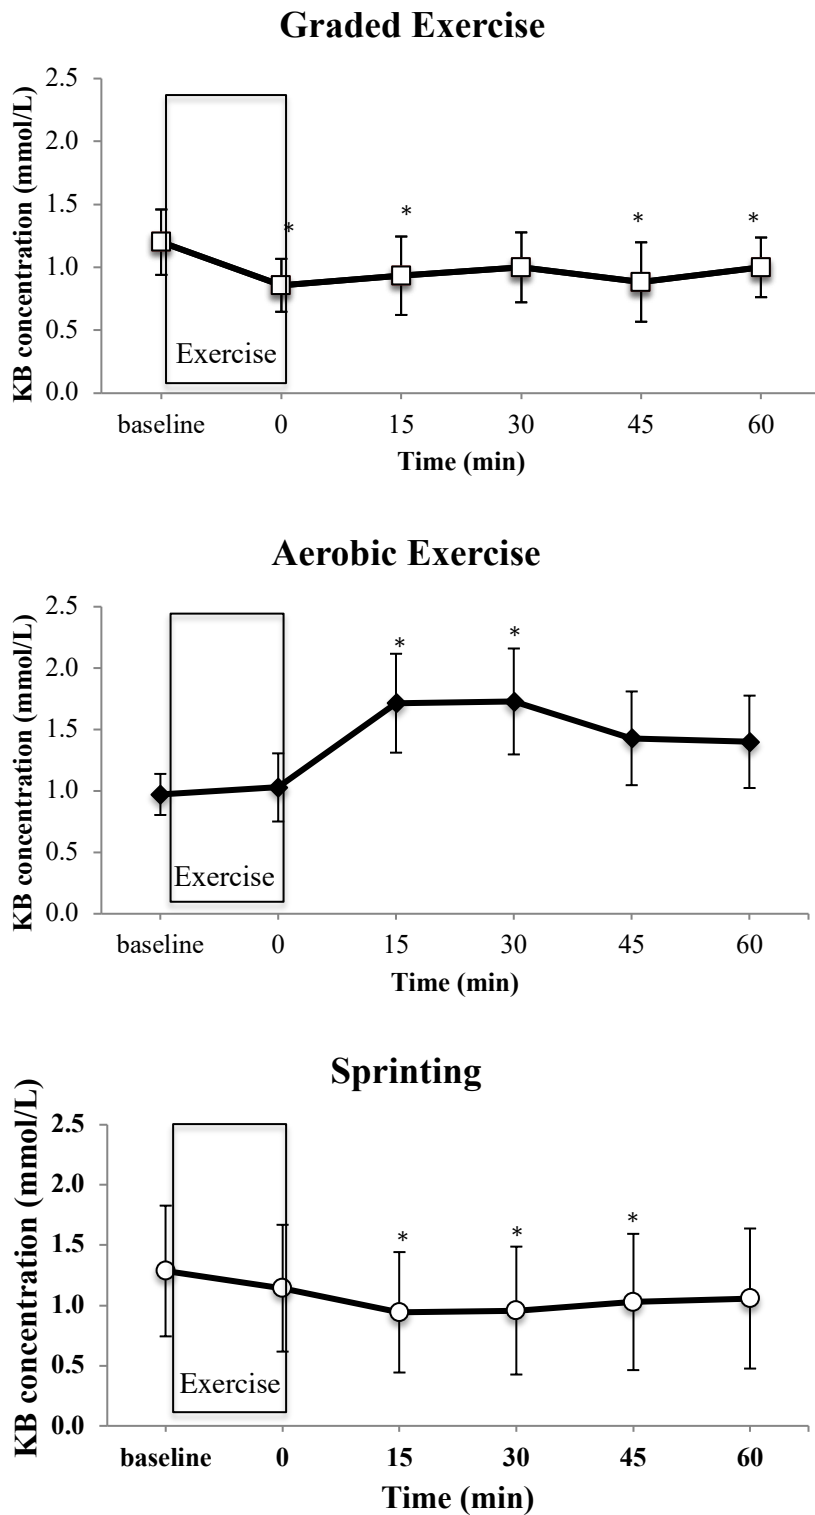 Graded Exercise
KB concentration (mmol/L)
2.5
2.0
1.5
1.0
0.5
0.0
*
*
*
*
Exercise
baseline 0 15 30 45 60
Time (min)
Aerobic Exercise
KB concentration (mmol/L)
2.5
2.0
1.5
1.0
0.5
0.0
*
*
Exercise
baseline 0 15 30 45 60
Time (min)
Sprinting
KB concentration (mmol/L)
2.5
2.0
1.5
1.0
0.5
0.0
*
*
*
Exercise
baseline 0 15 30 45 60
Time (min)